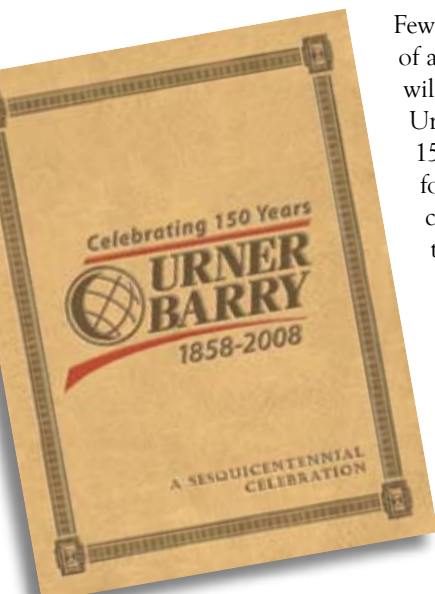 Celebrating 150 Years
URNER
BARRY
1858-2008
A SESQUICENTENNIAL
CELEBRATION
Few
of a
wil
Ur
15
fo
c
t